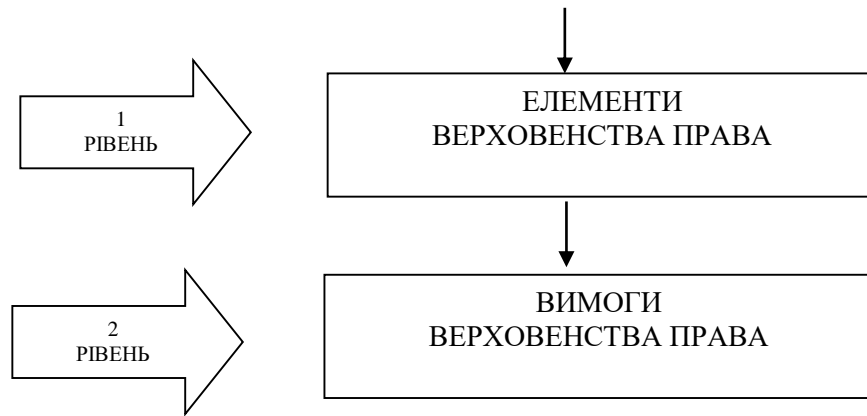 1
РІВЕНЬ
ЕЛЕМЕНТИ
ВЕРХОВЕНСТВА ПРАВА
2
РІВЕНЬ
ВИМОГИ
ВЕРХОВЕНСТВА ПРАВА